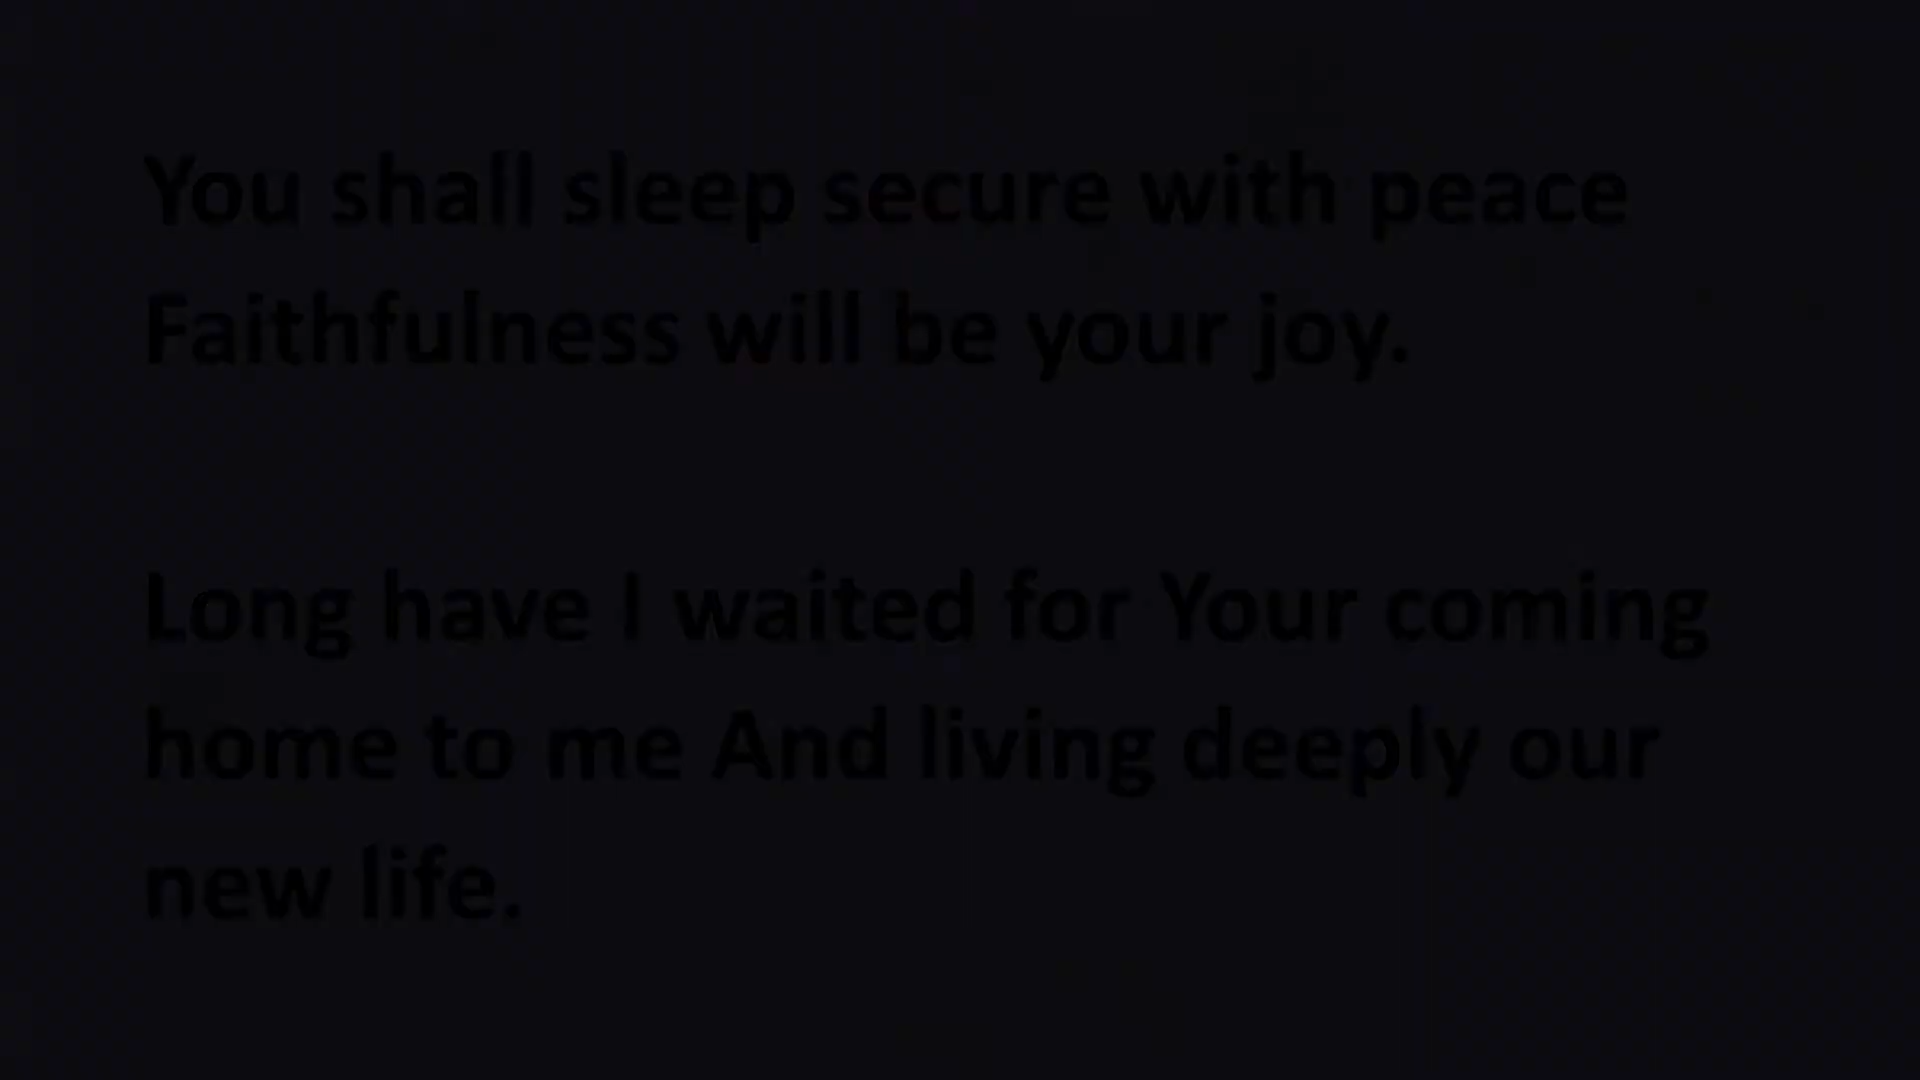 You shall sleep secure with peace
Faithfulness will be your joy.
Long have I waited for Your coming
home to me And living deeply our
new life.